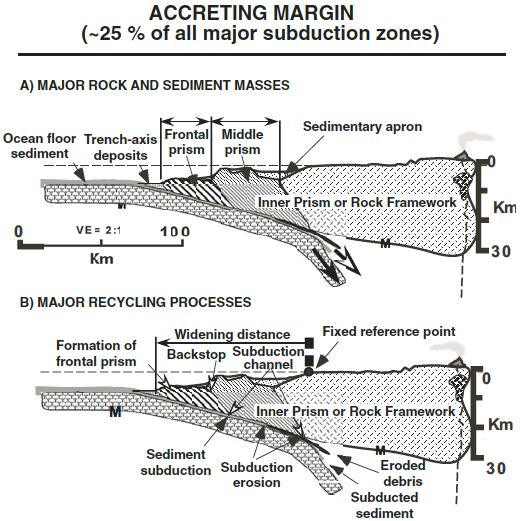 ACCRETING MARGIN
(~25 % of all major subduction zones)
A) MAJOR ROCK AND SEDIMENT MASSES
Ocean floor
sediment
Trench-axis
deposits
Frontal
prism
Middle
prism
Sedimentary apron
0
Inner Prism or Rock Framework
M
Km
0
VE = 2:1
100
M
30
Km
B) MAJOR RECYCLING PROCESSES
Widening distance
Fixed reference point
Formation of
frontal prism
Backstop
Subduction
channel
0
M
Inner Prism or Rock Framework
Km
M
Sediment
subduction
Subduction
erosion
Eroded
debris
30
Subducted
sediment